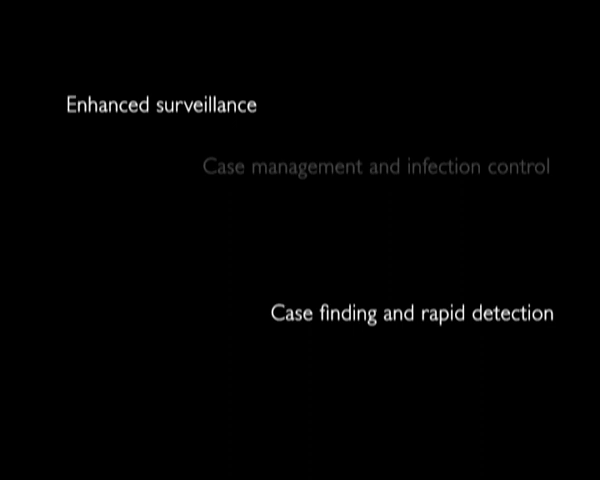 Enhanced surveillance
Case management and infection control
Case finding and rapid detection